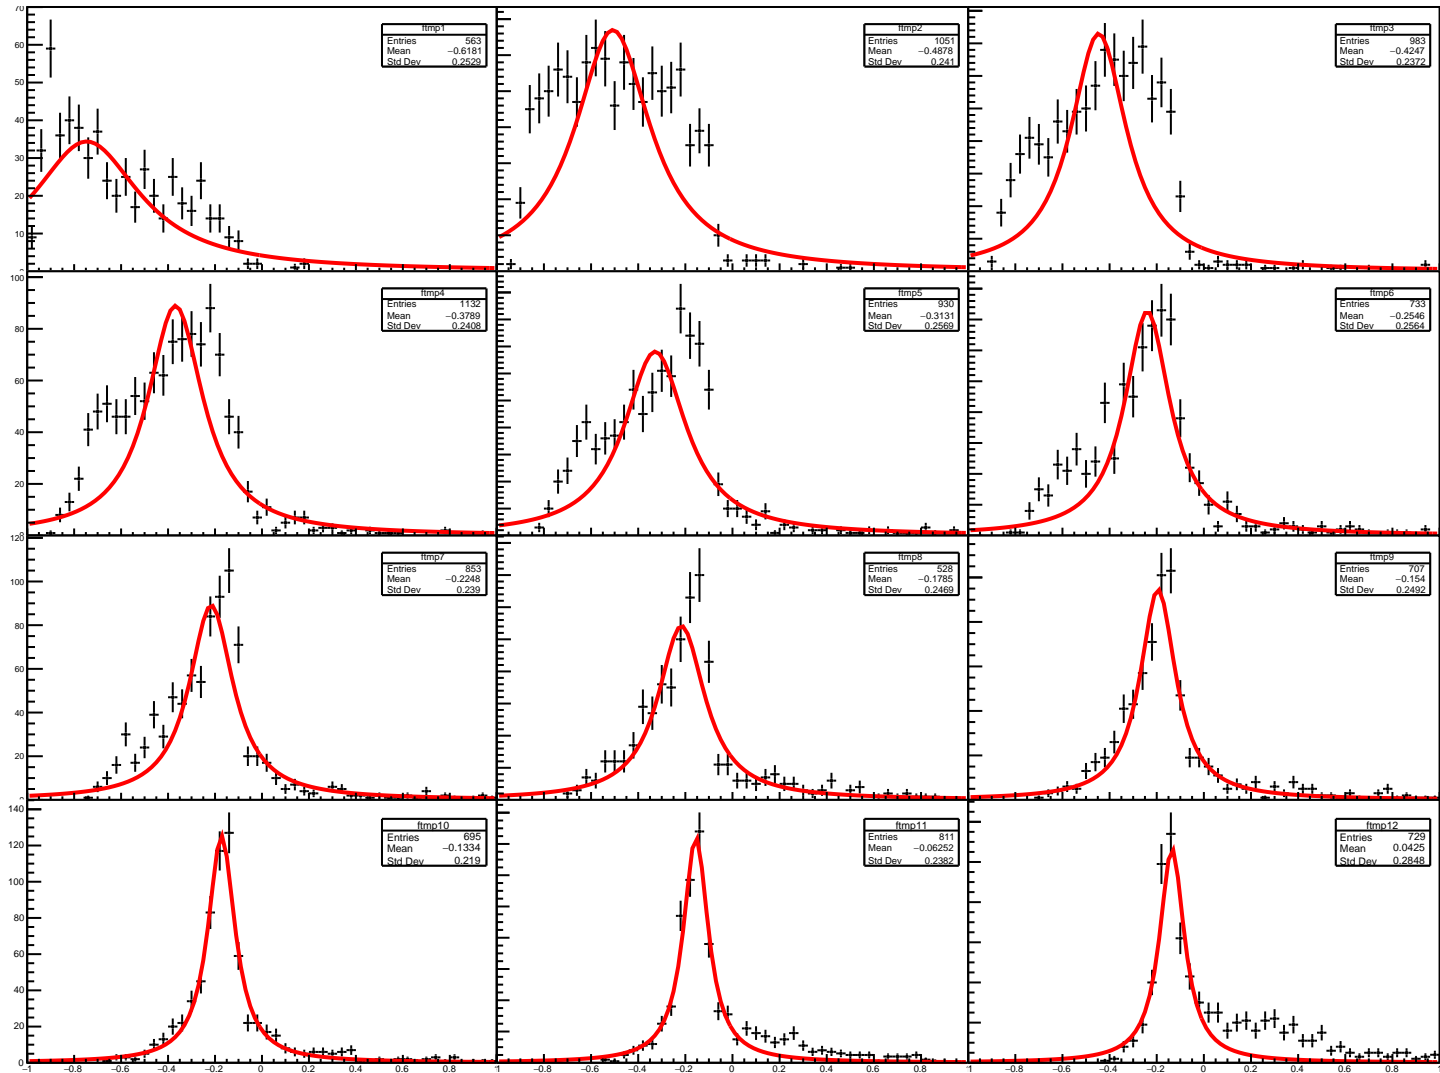 70
60
50
40
30
20
10
0
ftmp1
Entries 563
Mean −0.6181
Std Dev 0.2529
ftmp2
Entries 1051
Mean −0.4878
Std Dev 0.241
ftmp3
Entries 983
Mean −0.4247
Std Dev 0.2372
100
80
60
40
20
ftmp4
Entries 1132
Mean −0.3789
Std Dev 0.2408
ftmp5
Entries 930
Mean −0.3131
Std Dev 0.2569
ftmp6
Entries 733
Mean −0.2546
Std Dev 0.2564
120
100
80
60
40
20
0
ftmp7
Entries 853
Mean −0.2248
Std Dev 0.239
ftmp8
Entries 528
Mean −0.1785
Std Dev 0.2469
ftmp9
Entries 707
Mean −0.154
Std Dev 0.2492
140
120
100
80
60
40
20
0
ftmp10
Entries 695
Mean −0.1334
Std Dev 0.219
ftmp11
Entries 811
Mean −0.06252
Std Dev 0.2382
ftmp12
Entries 729
Mean 0.0425
Std Dev 0.2848
−1 −0.8 −0.6 −0.4 −0.2 0 0.2 0.4 0.6 0.8 1 −0.8 −0.6 −0.4 −0.2 0 0.2 0.4 0.6 0.8 1 −0.8 −0.6 −0.4 −0.2 0 0.2 0.4 0.6 0.8 1